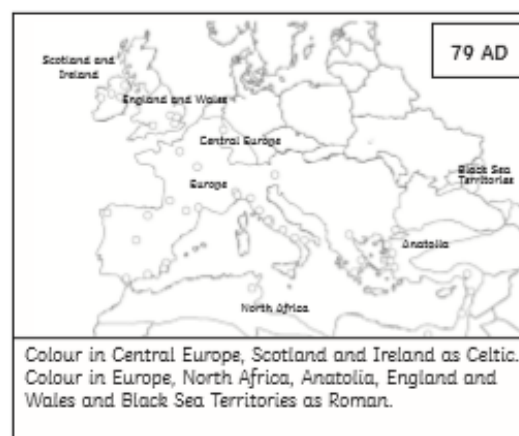 79 AD
Scotland and
Ireland
England and Wales
Central Europe
Black Sea
Territories
Europe
Anatolia
North Africa
Colour in Central Europe, Scotland and Ireland as Celtic.
Colour in Europe, North Africa, Anatolia, England and
Wales and Black Sea Territories as Roman.